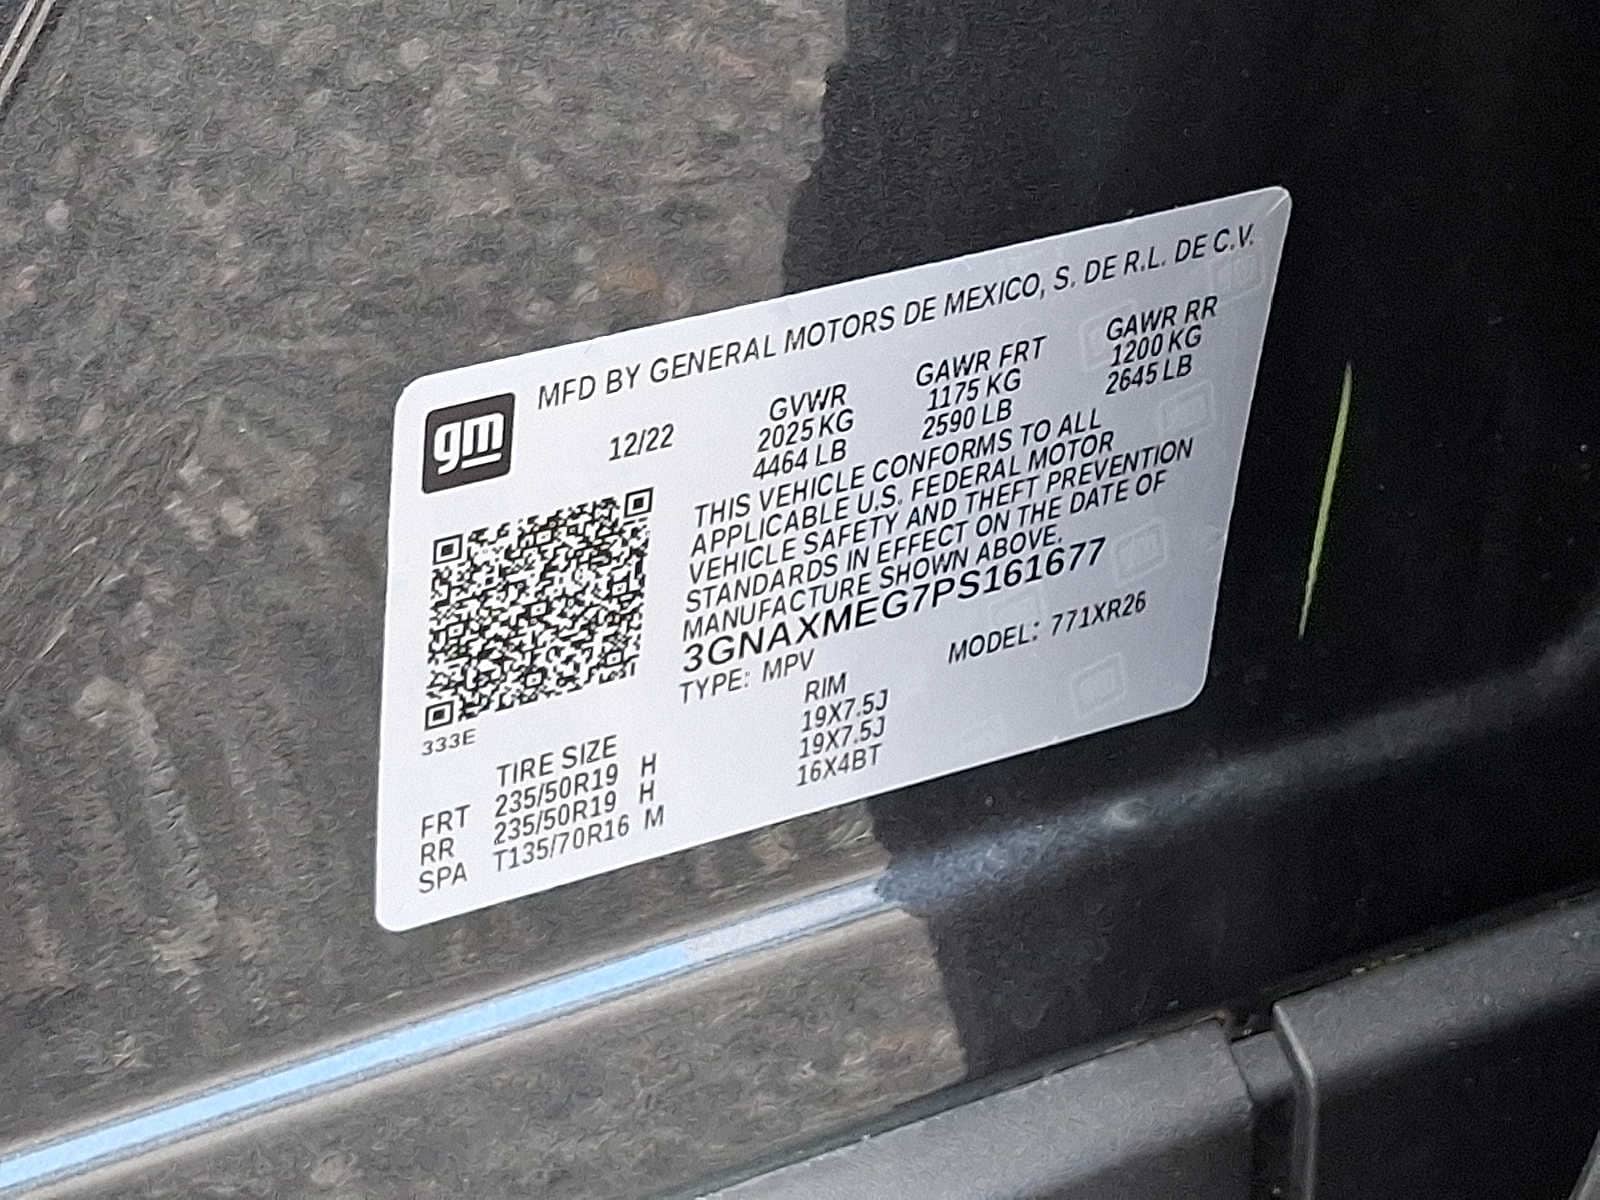 MFD BY GENERAL MOTORS DE MEXICO, S. DE R.L. DE C.V.
gm
12/22
GVWR GAWR FRT GAWR RR
2025 KG 1175 KG 1200 KG
4464 LB 2590 LB 2645 LB
THIS VEHICLE CONFORMS TO ALL
APPLICABLE U.S. FEDERAL MOTOR
VEHICLE SAFETY AND THEFT PREVENTION
STANDARDS IN EFFECT ON THE DATE OF
MANUFACTURE SHOWN ABOVE.
3GNAXMEG7PS161677
TYPE: MPV MODEL: 771XR26
333E
TIRE SIZE RIM
FRT 235/50R19 H 19X7.5J
RR 235/50R19 H 19X7.5J
SPA T135/70R16 M 16X4BT